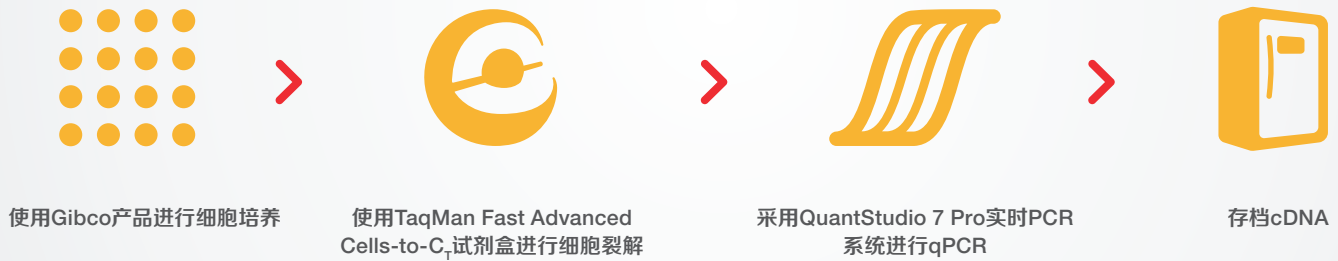 使用Gibco产品进行细胞培养
使用TaqMan Fast Advanced
Cells-to-CT试剂盒进行细胞裂解
采用QuantStudio 7 Pro实时PCR
系统进行qPCR
存档cDNA